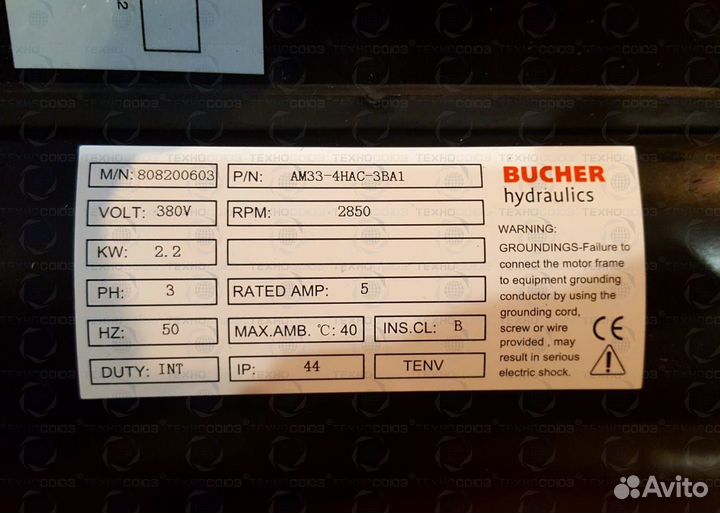 2
M/N: 808200603
P/N: AM33-4HAC-3BA1
VOLT: 380V
RPM: 2850
KW: 2.2
PH: 3
RATED AMP: 5
HZ: 50
MAX.AMB. ℃: 40
INS.CL: B
DUTY: INT
IP: 44
TENV
BUCHER
hydraulics
WARNING:
GROUNDINGS-Failure to
connect the motor frame
to equipment grounding
conductor by using the
grounding cord,
screw or wire
provided , may
result in serious
electric shock.
CE
ТЕХНОСОЮЗ
Avito